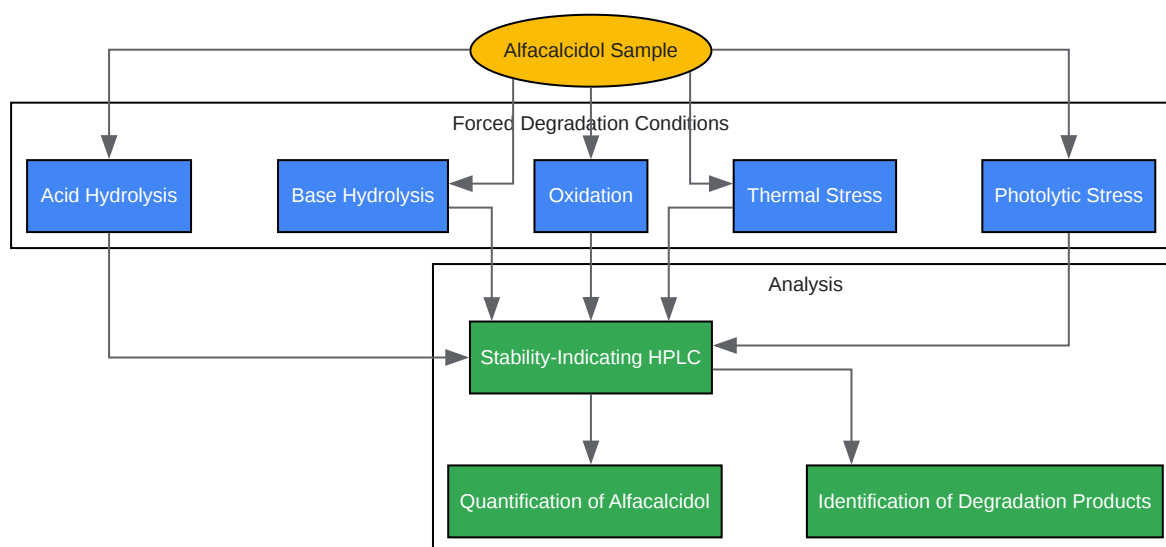 Alfacalcidol Sample
Forced Degradation Conditions
Acid Hydrolysis
Base Hydrolysis
Oxidation
Thermal Stress
Photolytic Stress
Analysis
Stability-Indicating HPLC
Quantification of Alfacalcidol
Identification of Degradation Products